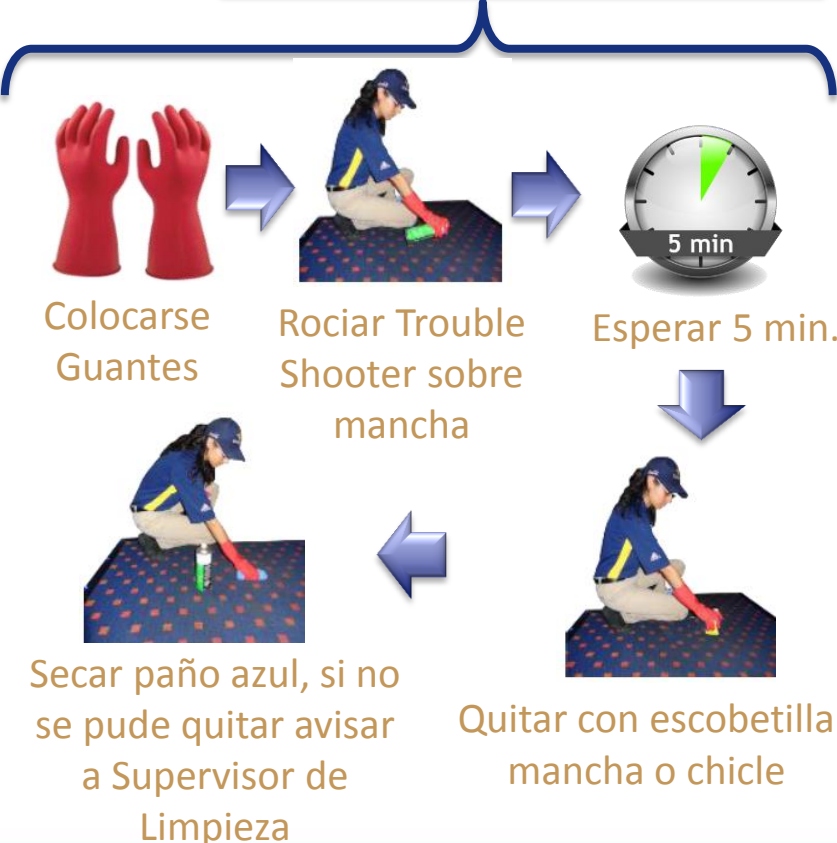 5 min
Colocarse
Guantes
Rociar Trouble
Shooter sobre
mancha
Esperar 5 min.
Quitar con escobetilla
mancha o chicle
Secar paño azul, si no
se pude quitar avisar
a Supervisor de
Limpieza